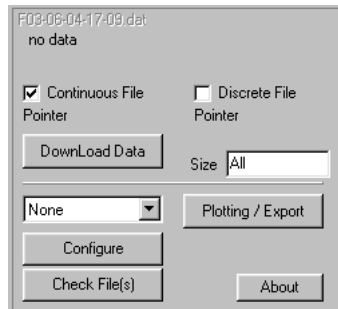 F03-06-04-17-09.dat
no data
Continuous File Discrete File
Pointer Pointer
DownLoad Data
Size All
None Plotting / Export
Configure
Check File(s) About